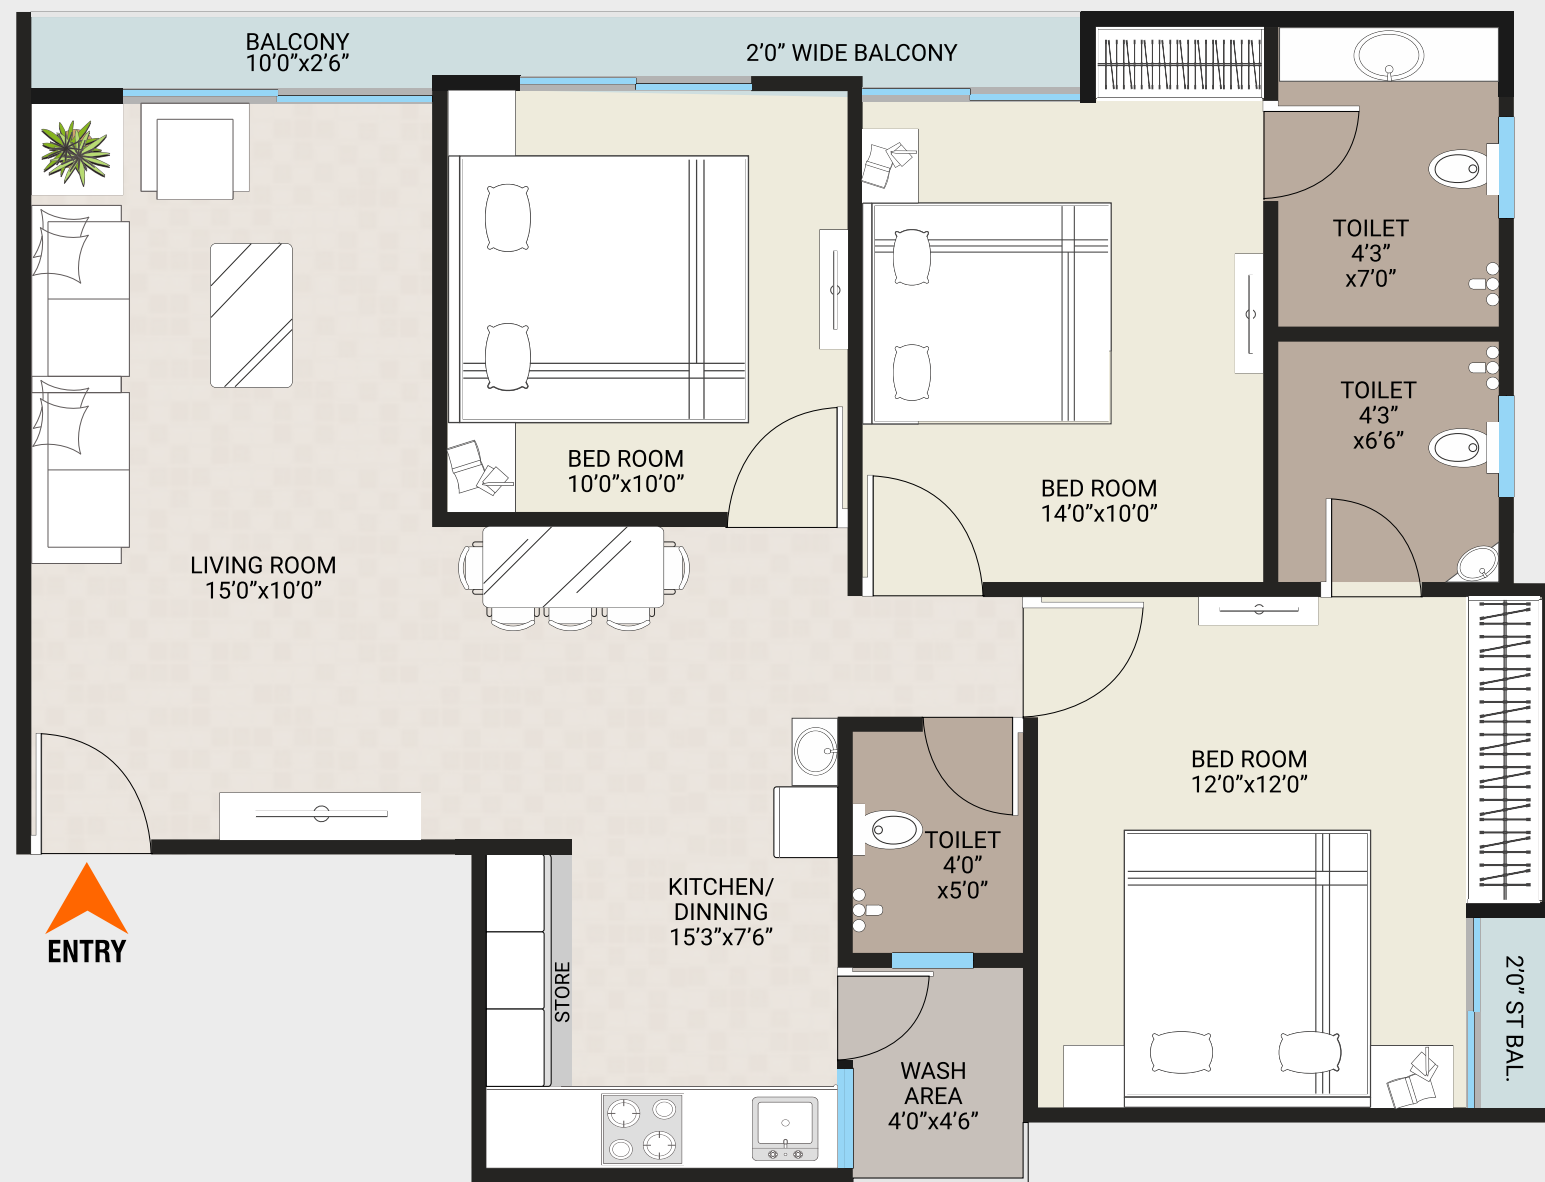 BALCONY
10’0”x2’6”
2’0” WIDE BALCONY
TOILET
4’3”
x7’0”
TOILET
4’3”
x6’6”
BED ROOM
10’0”x10’0”
BED ROOM
14’0”x10’0”
LIVING ROOM
15’0”x10’0”
BED ROOM
12’0”x12’0”
TOILET
4’0”
x5’0”
KITCHEN/
DINNING
15’3”x7’6”
ENTRY
STORE
2’0” ST BAL.
WASH
AREA
4’0”x4’6”